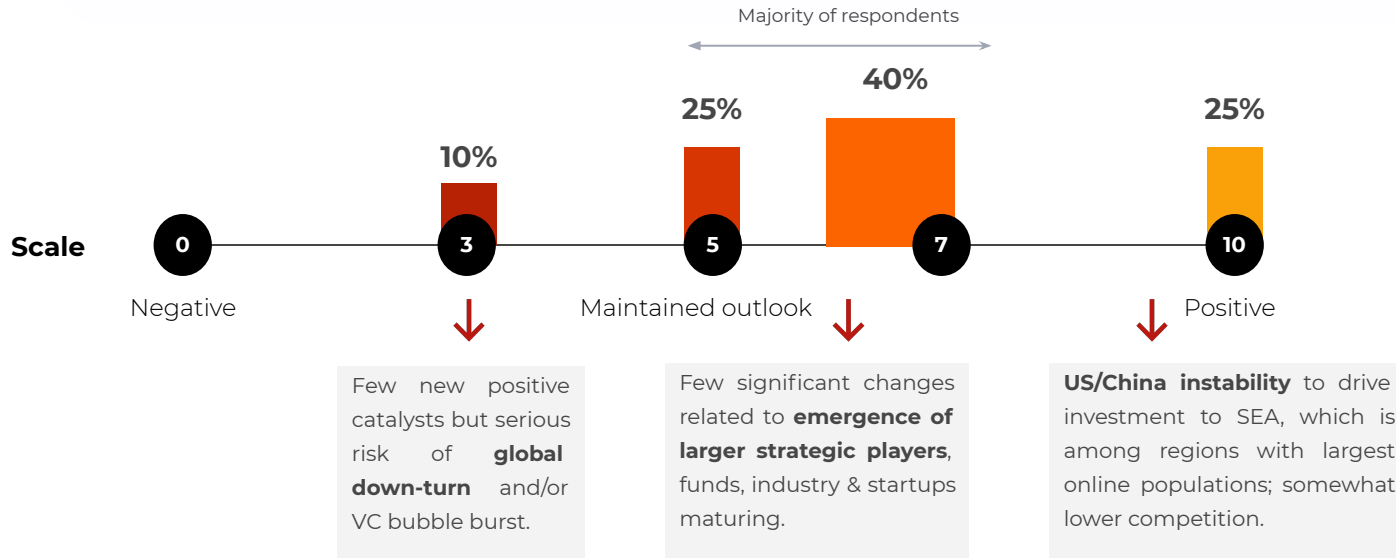 Majority of respondents
40%
25%
25%
10%
Scale
0
3
5
7
10
Negative
Maintained outlook
Positive
Few new positive
catalysts but serious
risk of global
down-turn and/or
VC bubble burst.
Few significant changes
related to emergence of
larger strategic players,
funds, industry & startups
maturing.
US/China instability to drive
investment to SEA, which is
among regions with largest
online populations; somewhat
lower competition.